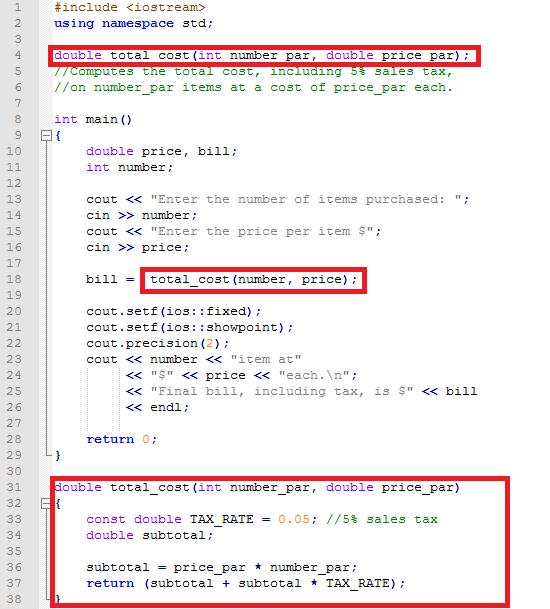 1 #include <iostream>
2 using namespace std;
3
4 double total_cost(int number_par, double price_par);
5 //Computes the total cost, including 5% sales tax,
6 //on number_par items at a cost of price_par each.
7
8 int main()
9 {
10 double price, bill;
11 int number;
12
13 cout << "Enter the number of items purchased: ";
14 cin >> number;
15 cout << "Enter the price per item $";
16 cin >> price;
17
18 bill = total_cost(number, price);
19
20 cout.setf(ios::fixed);
21 cout.setf(ios::showpoint);
22 cout.precision(2);
23 cout << number << "item at"
24 << "$" << price << "each.\n";
25 << "Final bill, including tax, is $" << bill
26 << endl;
27
28 return 0;
29 }
30
31 double total_cost(int number_par, double price_par)
32 {
33 const double TAX_RATE = 0.05; //5% sales tax
34 double subtotal;
35
36 subtotal = price_par * number_par;
37 return (subtotal + subtotal * TAX_RATE);
38 }